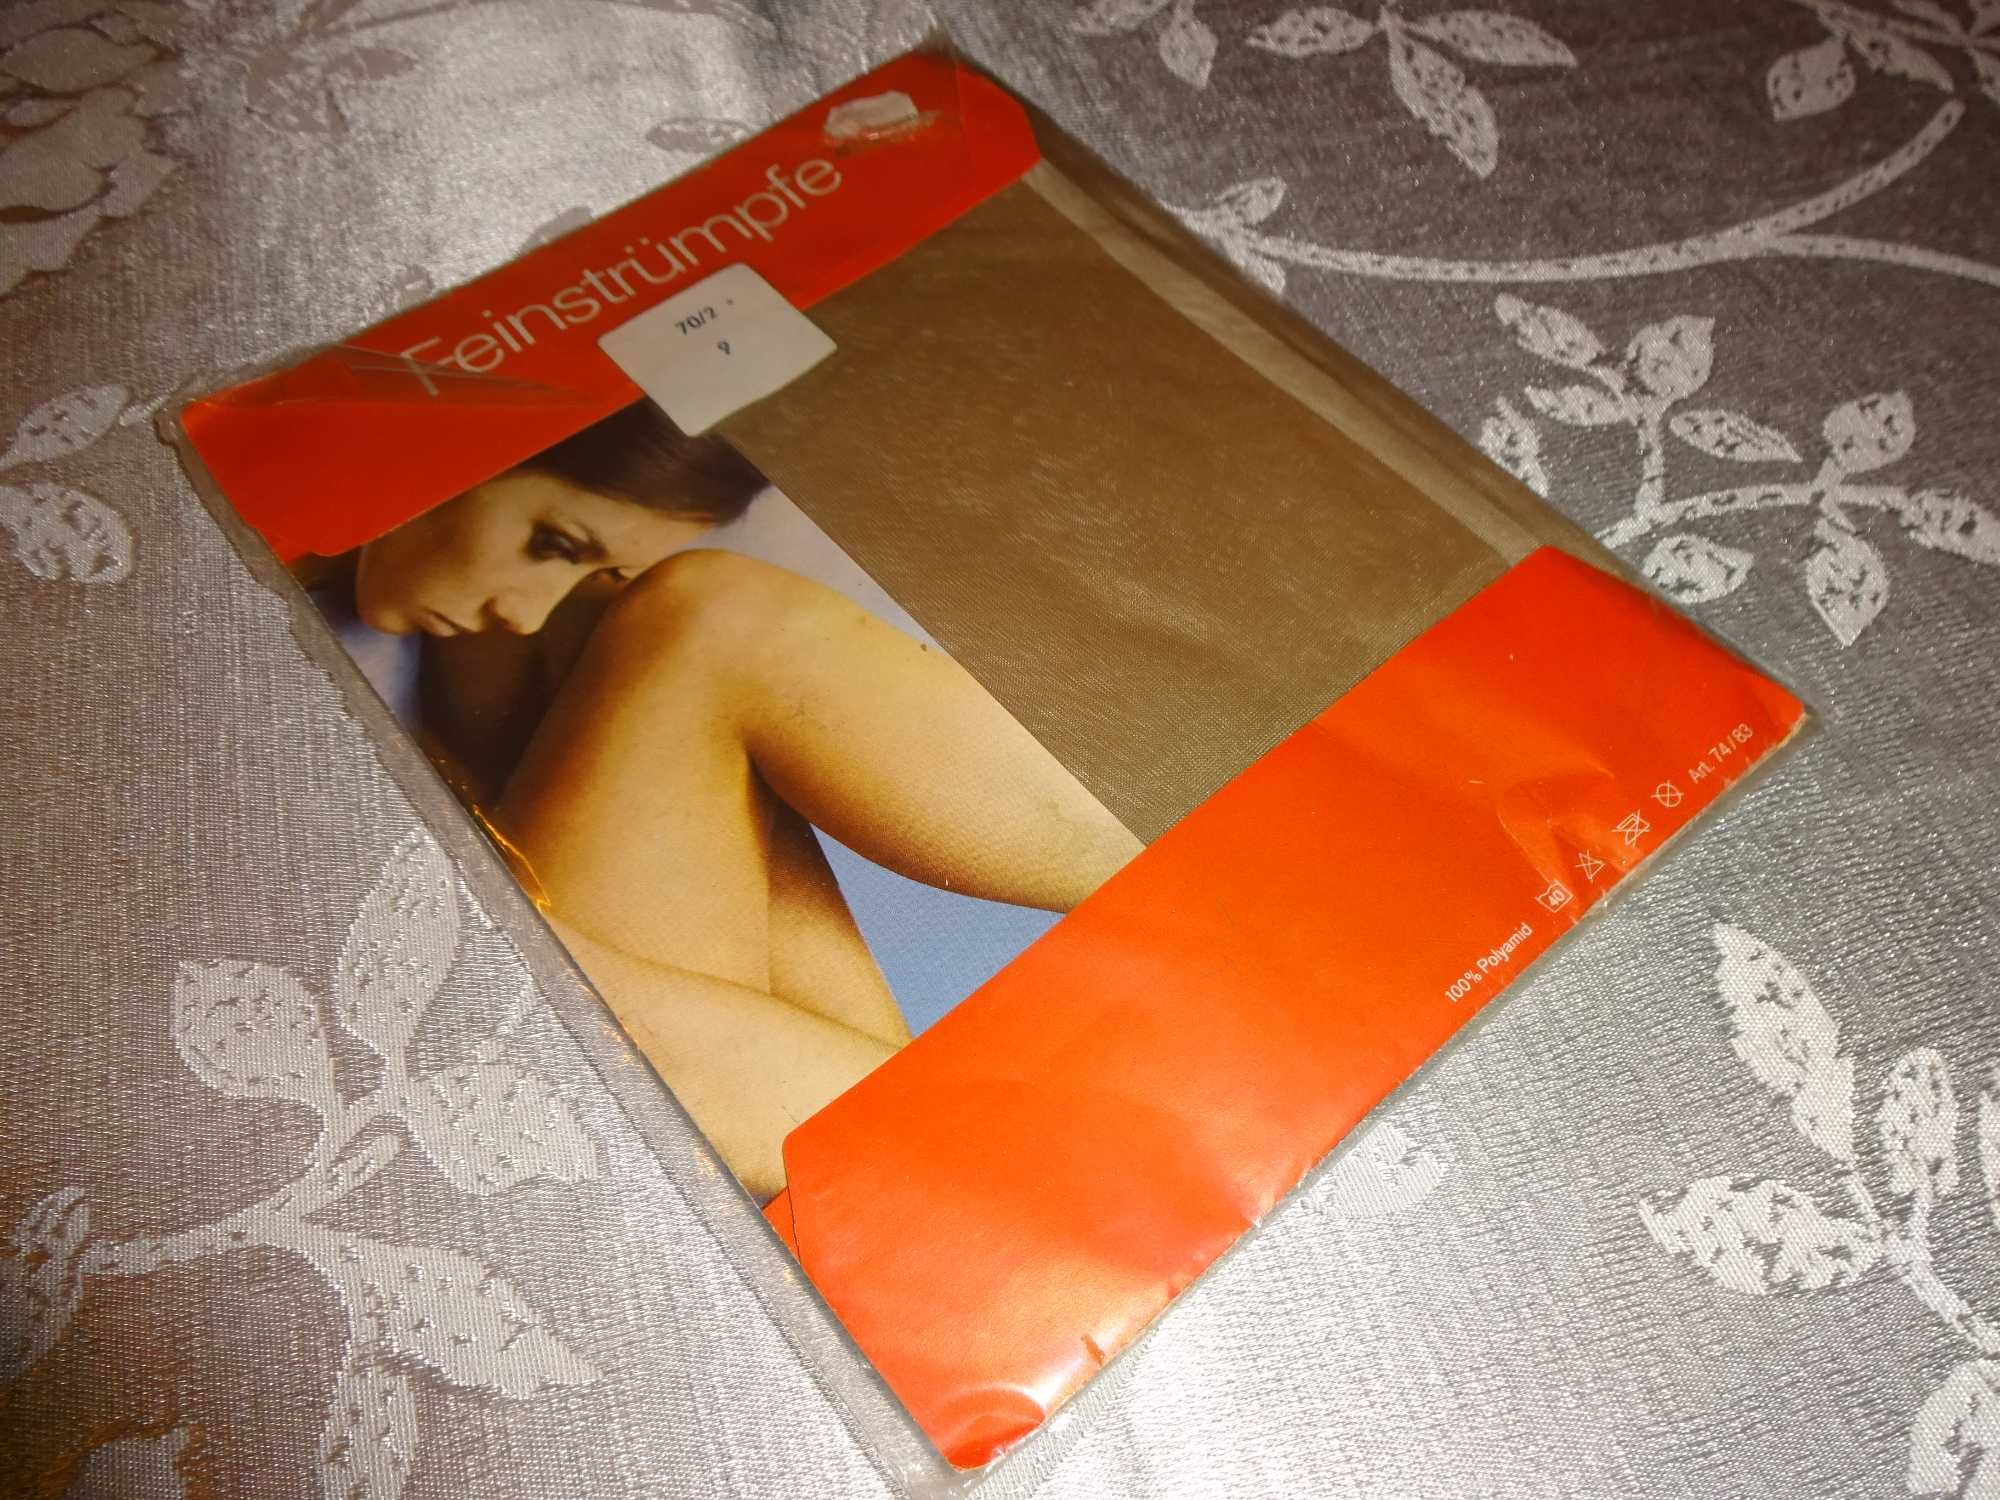 Feinstrümpfe
70/2
9
100% Polyamid 40 Art. 74/83